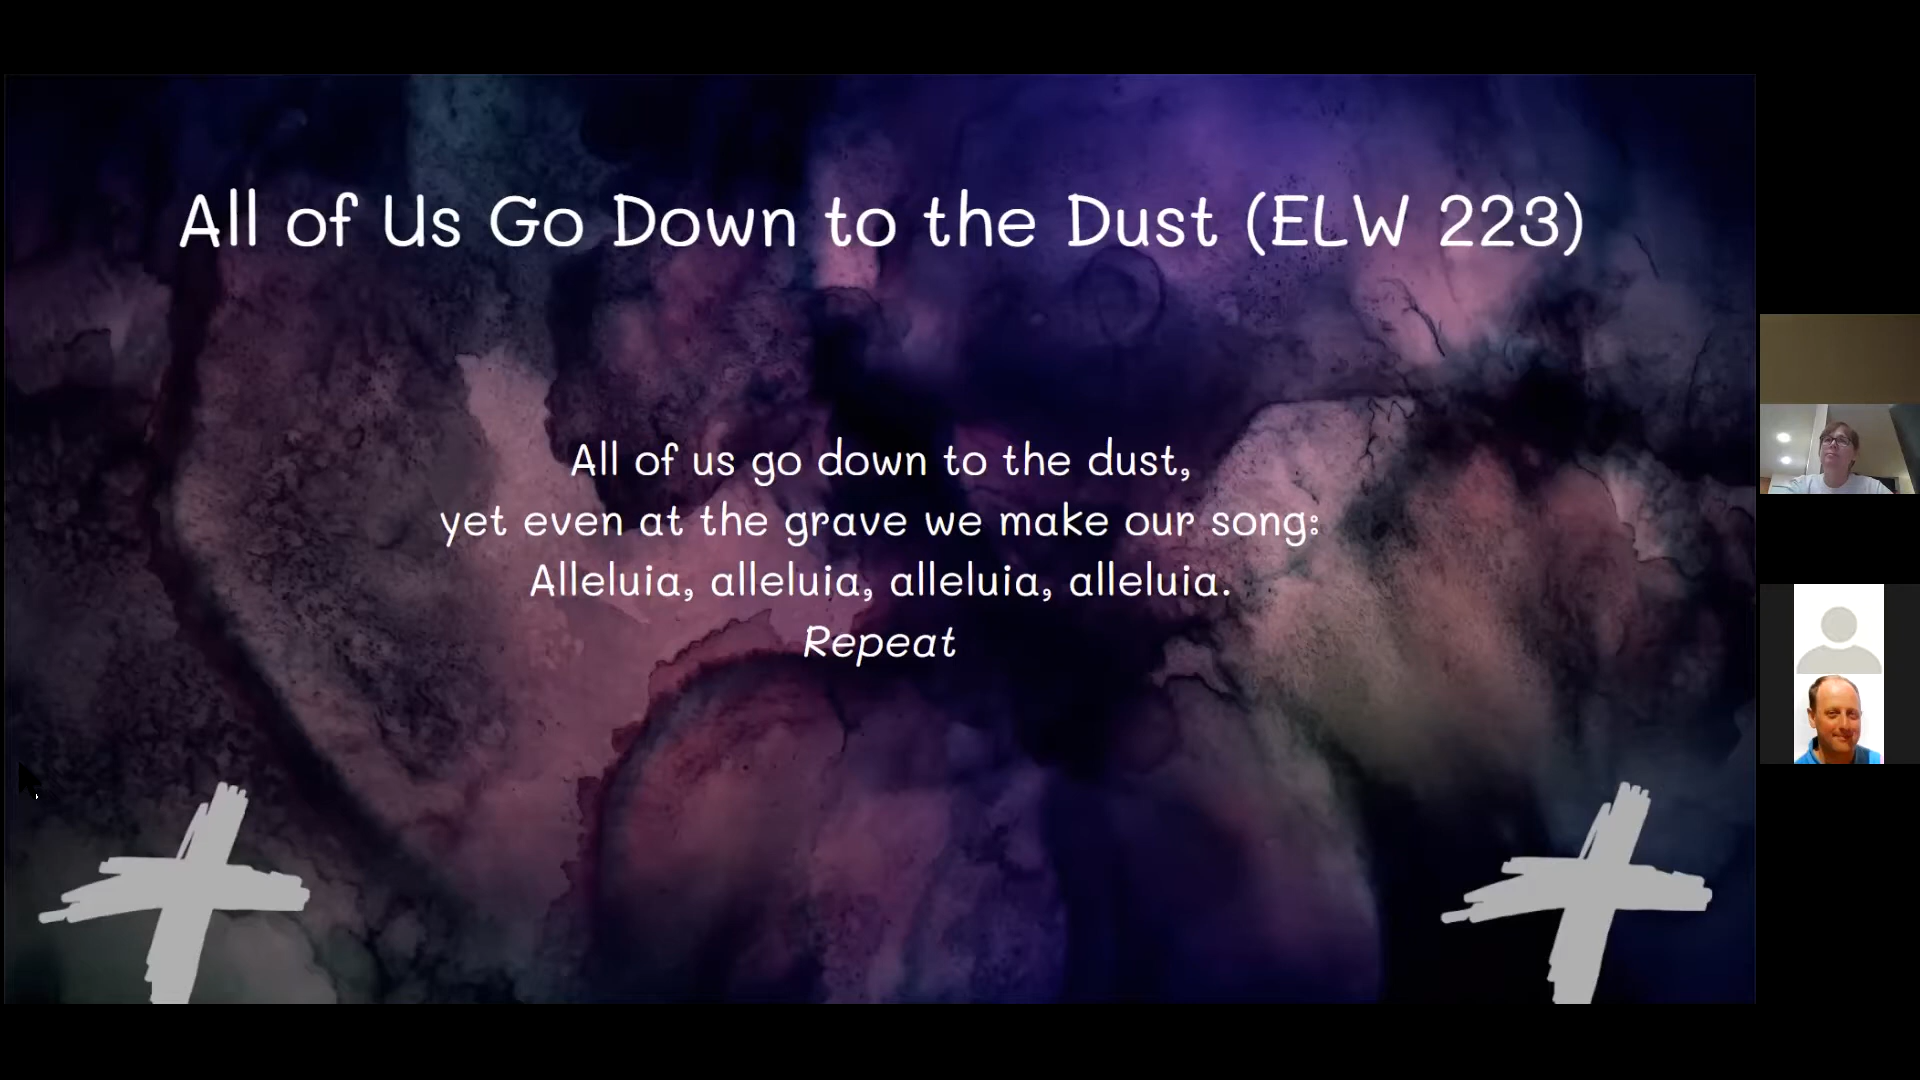 All of Us Go Down to the Dust (ELW 223)
All of us go down to the dust,
yet even at the grave we make our song:
Alleluia, alleluia, alleluia, alleluia.
Repeat